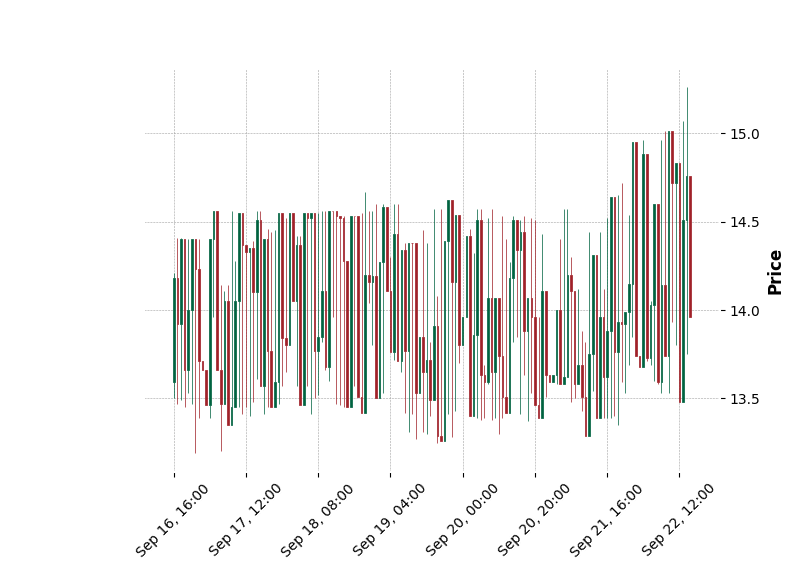 15.0
14.5
14.0
13.5
Price
Sep 16, 16:00
Sep 17, 12:00
Sep 18, 08:00
Sep 19, 04:00
Sep 20, 00:00
Sep 20, 20:00
Sep 21, 16:00
Sep 22, 12:00